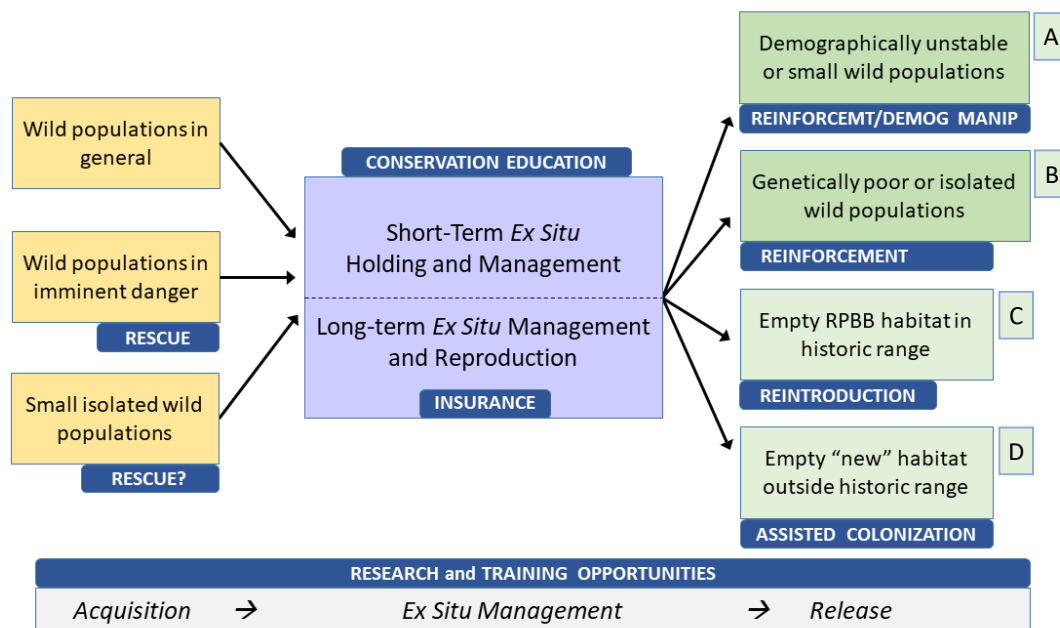 Wild populations in
general
Wild populations in
imminent danger
RESCUE
Small isolated wild
populations
RESCUE?
CONSERVATION EDUCATION
Short-Term Ex Situ
Holding and Management
Long-term Ex Situ Management
and Reproduction
INSURANCE
Demographically unstable
or small wild populations
A
REINFORCEMT/DEMOG MANIP
Genetically poor or isolated
wild populations
B
REINFORCEMENT
Empty RPBB habitat in
historic range
C
REINTRODUCTION
Empty “new” habitat
outside historic range
D
ASSISTED COLONIZATION
RESEARCH and TRAINING OPPORTUNITIES
Acquisition → Ex Situ Management → Release